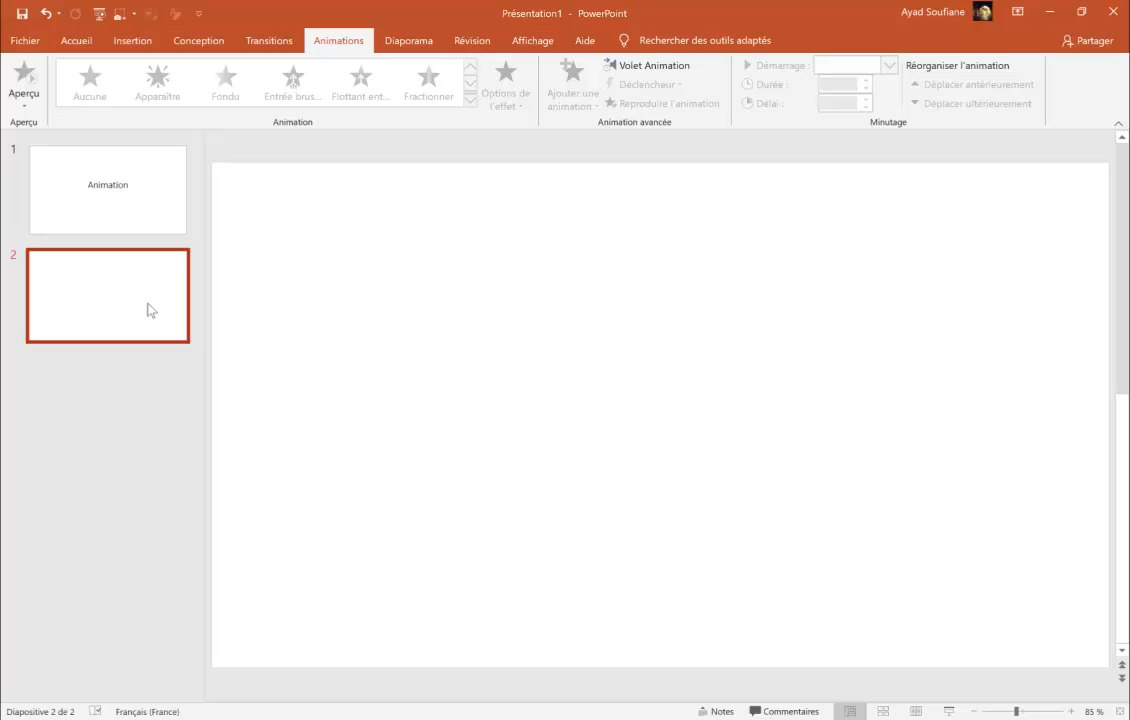 Présentation1 - PowerPoint
Ayad Soufiane
Fichier Accueil Insertion Conception Transitions Animations Diaporama Révision Affichage Aide Rechercher des outils adaptés Partager
Aperçu
Aucune Apparaître Fondu Entrée brus... Flottant ent... Fractionner
Options de l'effet
Ajouter une animation
Volet Animation
Déclencheur
Reproduire l'animation
Démarrage :
Durée :
Délai :
Réorganiser l'animation
Déplacer antérieurement
Déplacer ultérieurement
Aperçu Animation Animation avancée Minutage
1
Animation
2
Diapositive 2 de 2 Français (France) Notes Commentaires 85 %